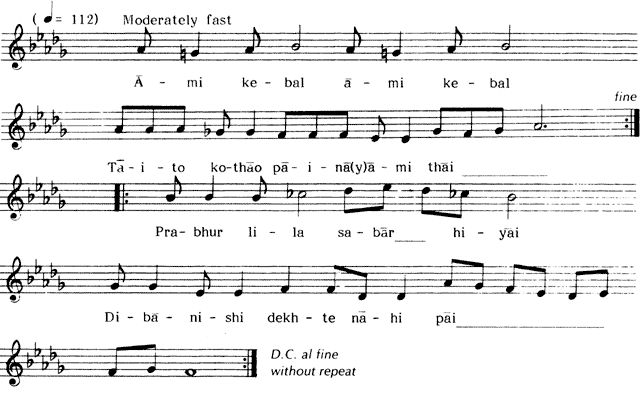 ( ♩ = 112) Moderately fast
Ā - mi ke - bal ā - mi ke - bal
fine
Tā - i - to ko-thāo pā - i - nā(y)ā - mi thāi
Pra - bhur li - la sa - bār hi - yāi
Di - bā - ni - shi dekh - te nā - hi pāi
D.C. al fine
without repeat